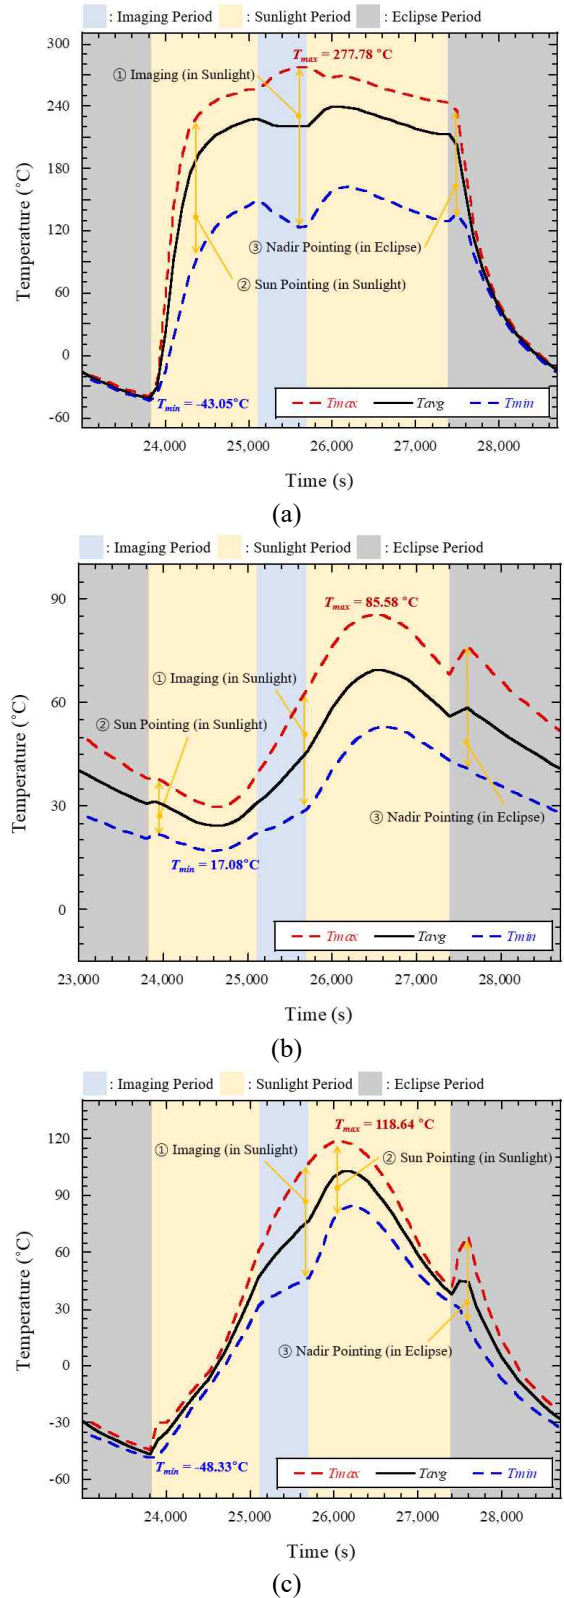 : Imaging Period : Sunlight Period : Eclipse Period
300
240
180
120
60
0
-60
Temperature (°C)
Tmax = 277.78 °C
① Imaging (in Sunlight)
③ Nadir Pointing (in Eclipse)
② Sun Pointing (in Sunlight)
Tmin = -43.05°C
Tmax Tavg Tmin
24,000 25,000 26,000 27,000 28,000
Time (s)
(a)
: Imaging Period : Sunlight Period : Eclipse Period
90
60
30
0
Temperature (°C)
Tmax = 85.58 °C
① Imaging (in Sunlight)
② Sun Pointing (in Sunlight)
③ Nadir Pointing (in Eclipse)
Tmin = 17.08°C
Tmax Tavg Tmin
23,000 24,000 25,000 26,000 27,000 28,000
Time (s)
(b)
: Imaging Period : Sunlight Period : Eclipse Period
120
90
60
30
0
-30
-60
Temperature (°C)
Tmax = 118.64 °C
① Imaging (in Sunlight)
② Sun Pointing (in Sunlight)
③ Nadir Pointing (in Eclipse)
Tmin = -48.33°C
Tmax Tavg Tmin
24,000 25,000 26,000 27,000 28,000
Time (s)
(c)